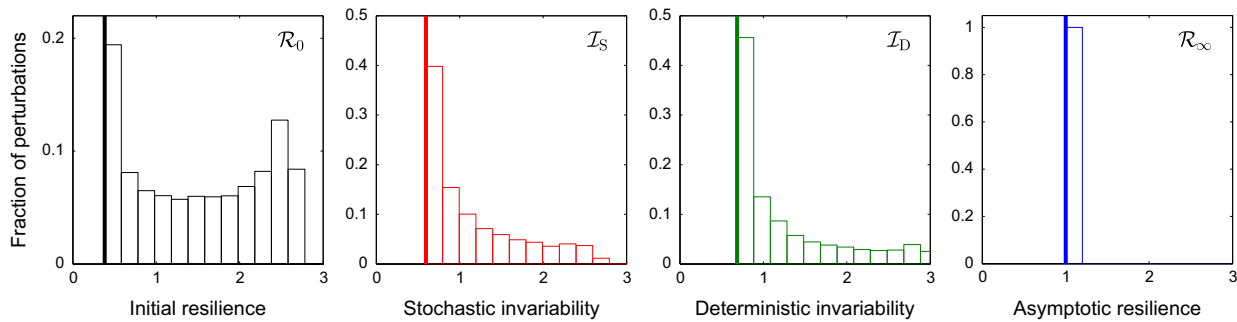 Fraction of perturbations
0.2
0.1
0
R₀
0 1 2 3
Initial resilience
0.5
0.4
0.3
0.2
0.1
0
I_S
0 1 2 3
Stochastic invariability
0.5
0.4
0.3
0.2
0.1
0
I_D
0 1 2 3
Deterministic invariability
1
0.8
0.6
0.4
0.2
0
R_∞
0 1 2 3
Asymptotic resilience